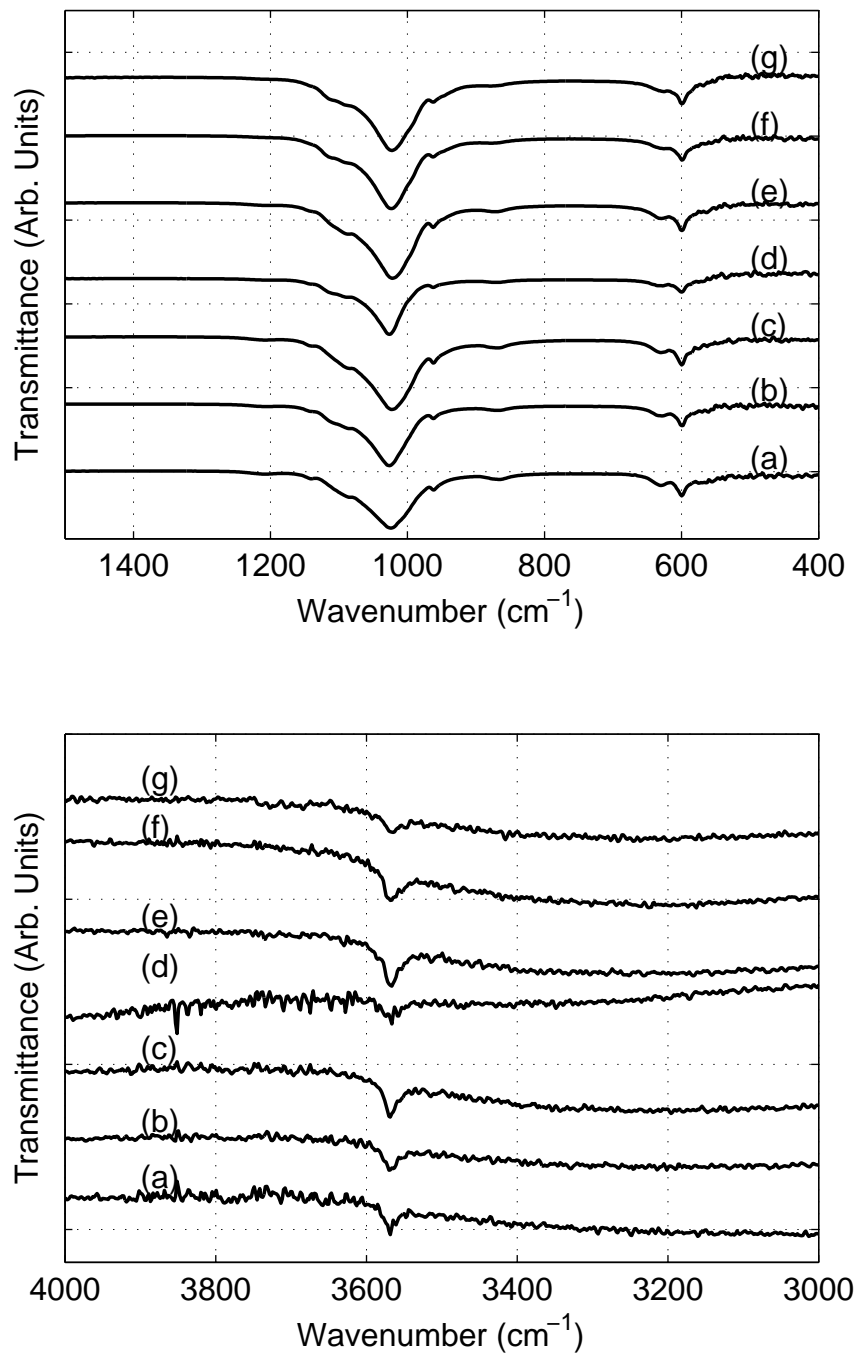 Transmittance (Arb. Units)
(g)
(f)
(e)
(d)
(c)
(b)
(a)
1400 1200 1000 800 600 400
Wavenumber (cm⁻¹)
Transmittance (Arb. Units)
(g)
(f)
(e)
(d)
(c)
(b)
(a)
4000 3800 3600 3400 3200 3000
Wavenumber (cm⁻¹)